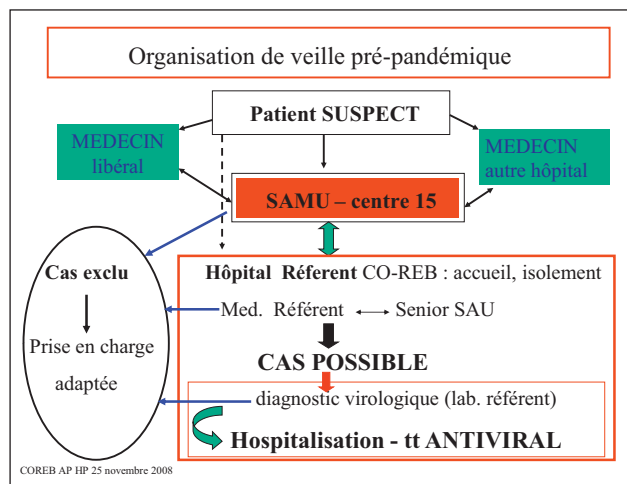 Organisation de veille pré-pandémique
Patient SUSPECT
MEDECIN
libéral
MEDECIN
autre hôpital
SAMU – centre 15
Cas exclu
Prise en charge
adaptée
Hôpital Réferent CO-REB : accueil, isolement
Med. Référent
Senior SAU
CAS POSSIBLE
diagnostic virologique (lab. référent)
Hospitalisation - tt ANTIVIRAL
COREB AP HP 25 novembre 2008